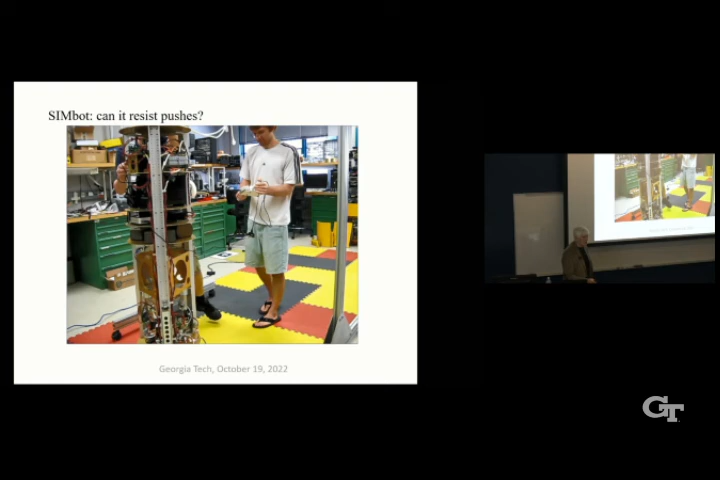 SIMbot: can it resist pushes?
Georgia Tech, October 19, 2022
GT